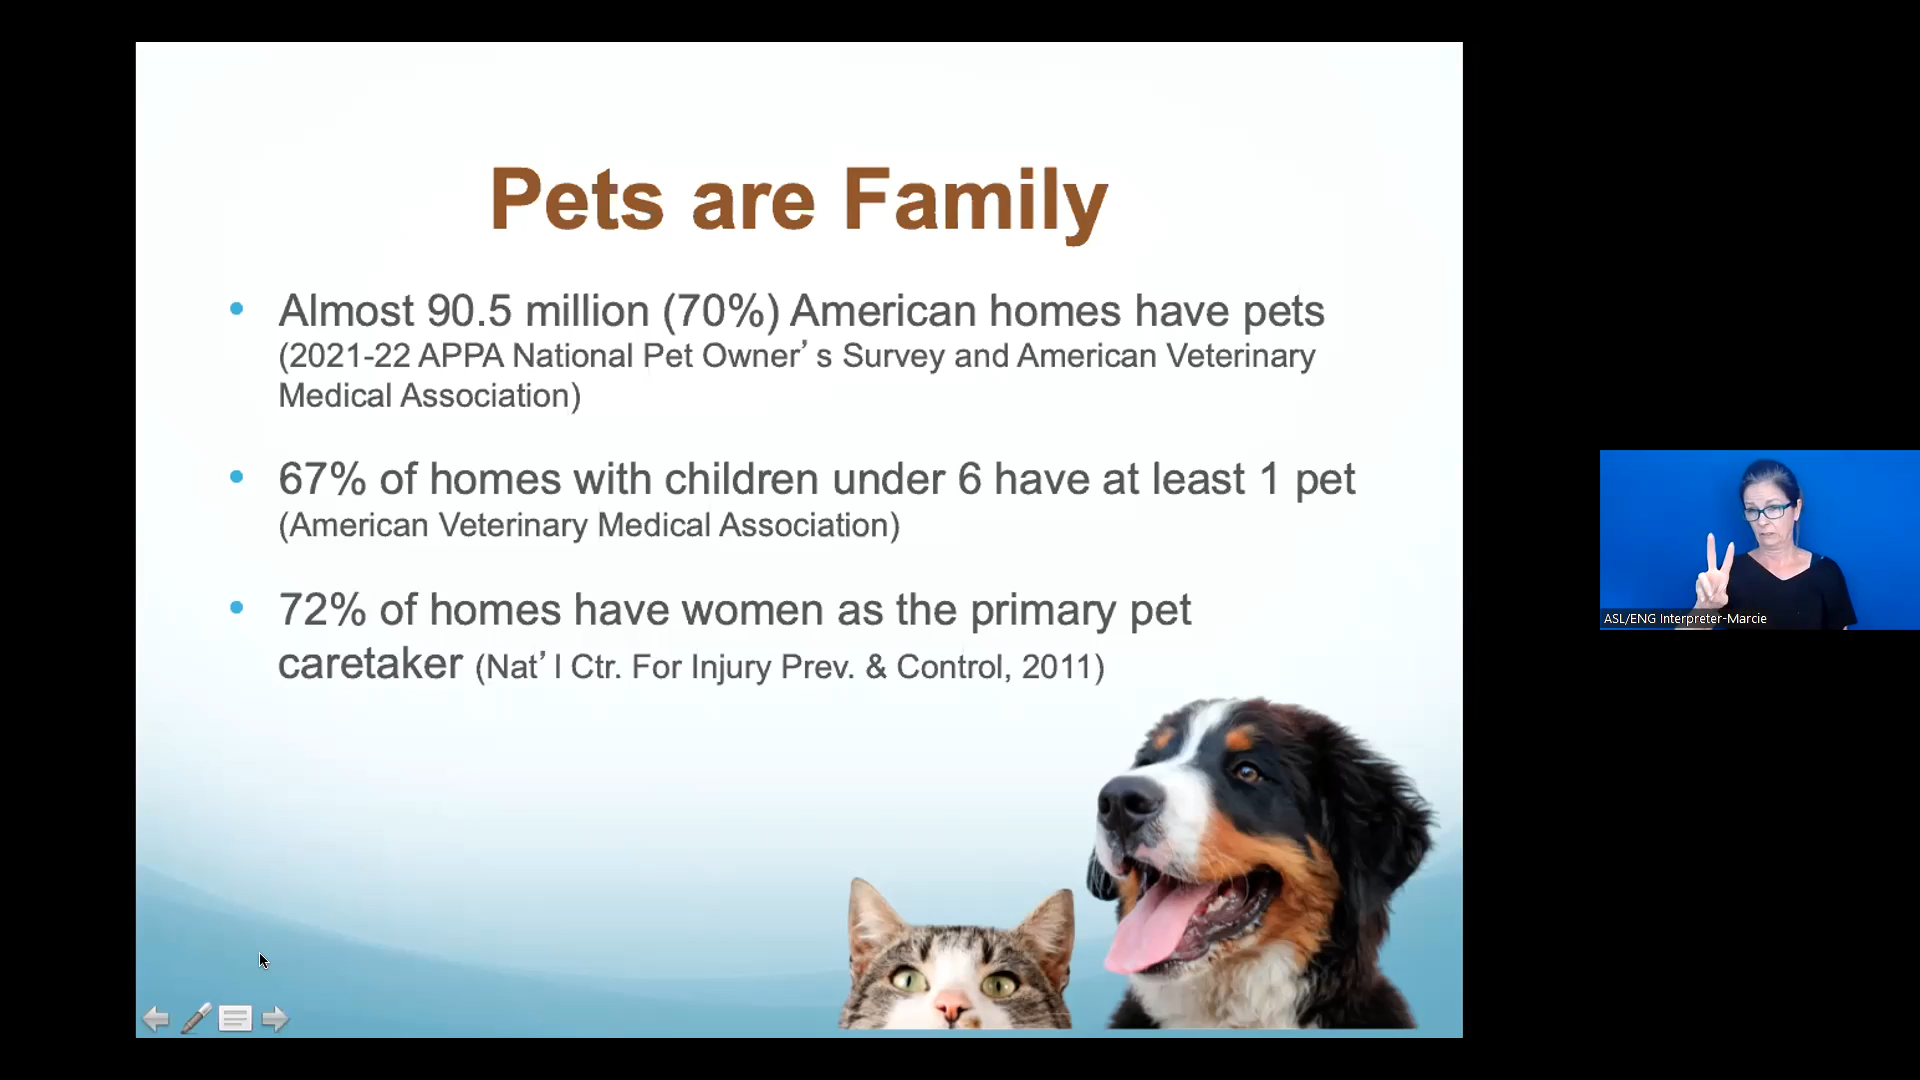 Pets are Family
• Almost 90.5 million (70%) American homes have pets
(2021-22 APPA National Pet Owner’s Survey and American Veterinary
Medical Association)
• 67% of homes with children under 6 have at least 1 pet
(American Veterinary Medical Association)
• 72% of homes have women as the primary pet
caretaker (Nat’l Ctr. For Injury Prev. & Control, 2011)
ASL/ENG Interpreter-Marcie